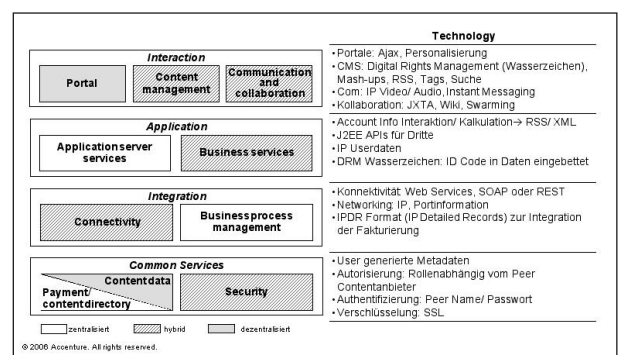 Technology
Interaction
Portal
Content
management
Communication
and
collaboration
• Portale: Ajax, Personalisierung
• CMS: Digital Rights Management (Wasserzeichen),
Mash-ups, RSS, Tags, Suche
• Com: IP Video/ Audio, Instant Messaging
• Kollaboration: JXTA, Wiki, Swarming
Application
Application server
services
Business services
• Account Info Interaktion/ Kalkulation→ RSS/ XML
• J2EE APIs für Dritte
• IP Userdaten
• DRM Wasserzeichen: ID Code in Daten eingebettet
Integration
Connectivity
Business process
management
• Konnektivität: Web Services, SOAP oder REST
• Networking: IP, Portinformation
• IPDR Format (IP Detailed Records) zur Integration
der Fakturierung
Common Services
Content data
Payment/
content directory
Security
• User generierte Metadaten
• Autorisierung: Rollenabhängig vom Peer
Contentanbieter
• Authentifizierung: Peer Name/ Passwort
• Verschlüsselung: SSL
zentralisiert
hybrid
dezentralisiert
© 2006 Accenture. All rights reserved.